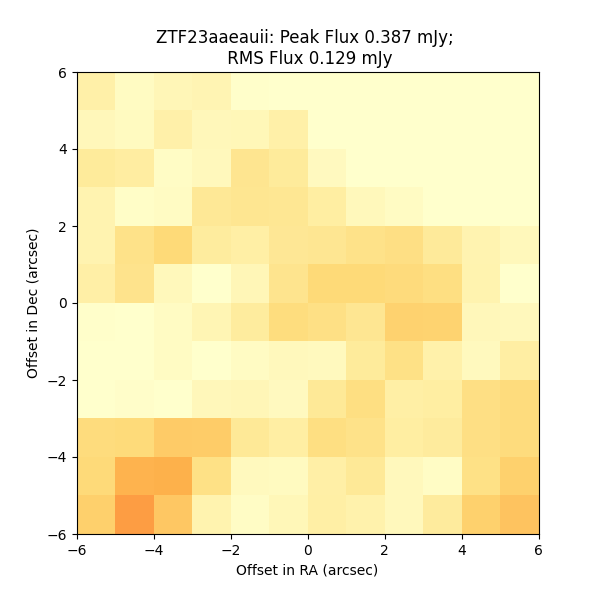 ZTF23aaeauii: Peak Flux 0.387 mJy;
RMS Flux 0.129 mJy
6
4
2
0
−2
−4
−6
Offset in Dec (arcsec)
−6 −4 −2 0 2 4 6
Offset in RA (arcsec)